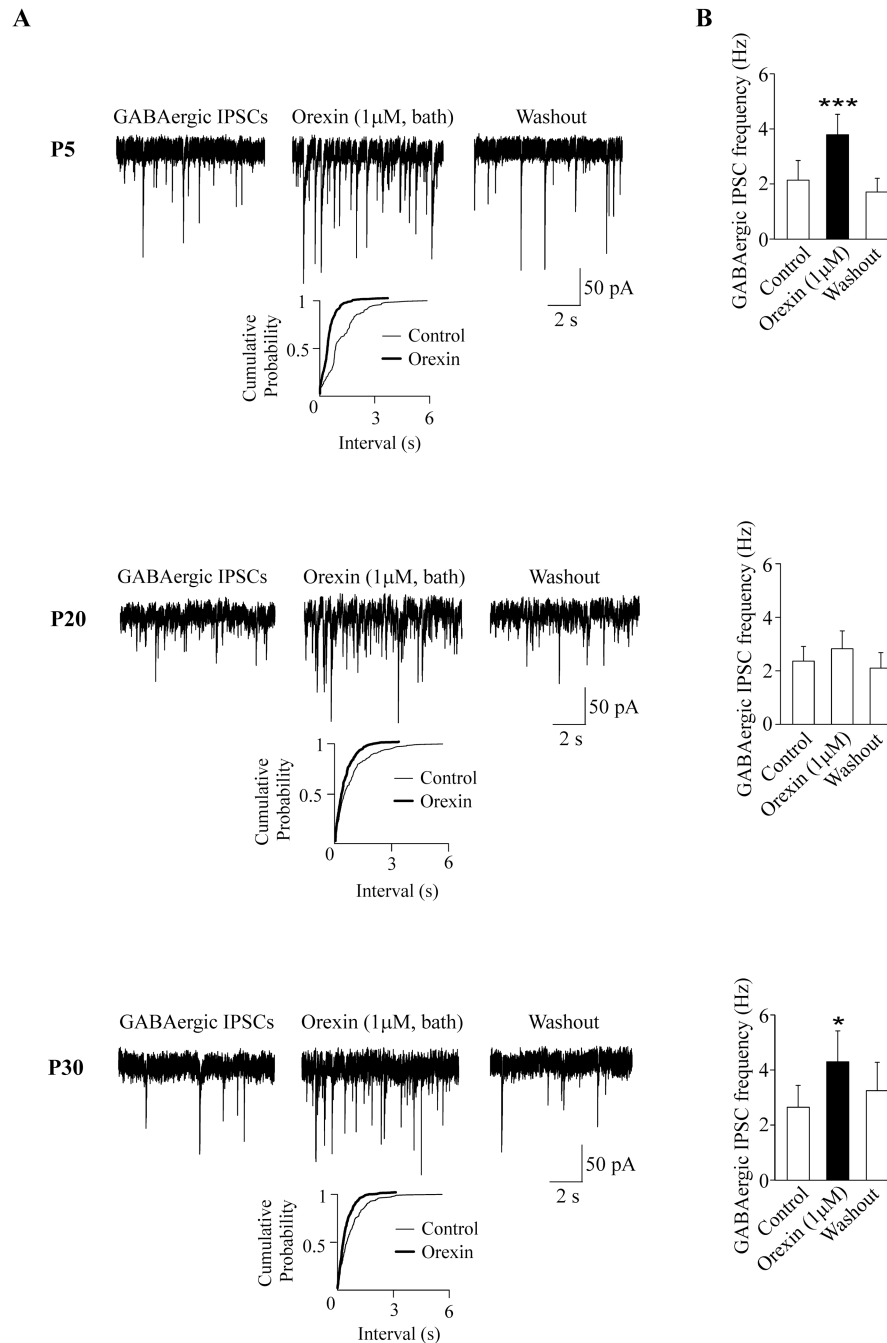 A
B
P5
GABAergic IPSCs
Orexin (1μM, bath)
Washout
50 pA
2 s
Cumulative
Probability
1
0.5
0
3
6
Control
Orexin
Interval (s)
GABAergic IPSC frequency (Hz)
6
4
2
0
***
Control
Orexin (1μM)
Washout
P20
GABAergic IPSCs
Orexin (1μM, bath)
Washout
50 pA
2 s
Cumulative
Probability
1
0.5
0
3
6
Control
Orexin
Interval (s)
GABAergic IPSC frequency (Hz)
6
4
2
0
Control
Orexin (1μM)
Washout
P30
GABAergic IPSCs
Orexin (1μM, bath)
Washout
50 pA
2 s
Cumulative
Probability
1
0.5
0
3
6
Control
Orexin
Interval (s)
GABAergic IPSC frequency (Hz)
6
4
2
0
*
Control
Orexin (1μM)
Washout